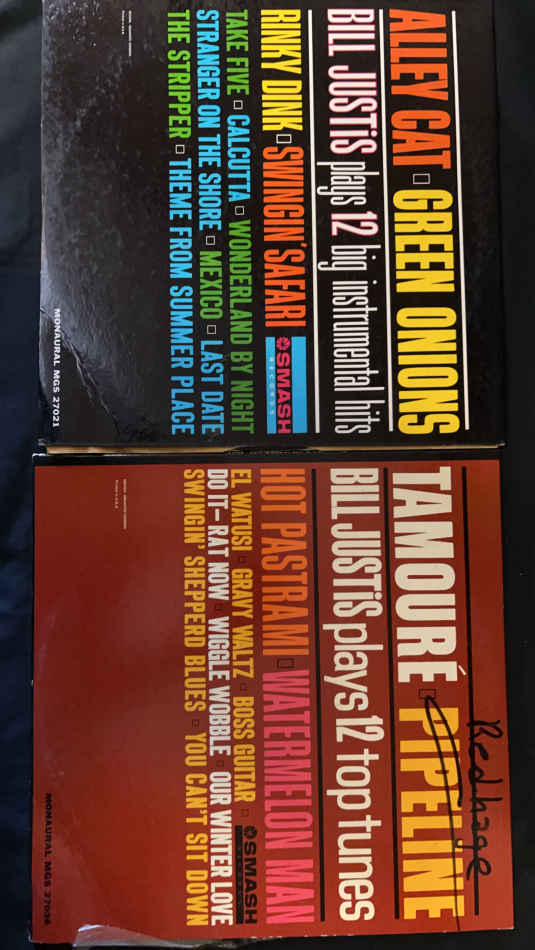 ALLEY CAT □ GREEN ONIONS
BILL JUSTiS plays 12 big instrumental hits
RINKY DINK □ SWINGIN' SAFARI
SMASH
RECORDS
TAKE FIVE □ CALCUTTA □ WONDERLAND BY NIGHT
STRANGER ON THE SHORE □ MEXICO □ LAST DATE
THE STRIPPER □ THEME FROM SUMMER PLACE
MONAURAL MGS 27021
Redhage
TAMOURÉ □ PIPELINE
BILL JUSTiS plays 12 top tunes
HOT PASTRAMI □ WATERMELON MAN
EL WATUSI □ GRAVY WALTZ □ BOSS GUITAR □
SMASH
DO IT—RAT NOW □ WIGGLE WOBBLE □ OUR WINTER LOVE
SWINGIN' SHEPPERD BLUES □ YOU CAN'T SIT DOWN
MONAURAL MGS